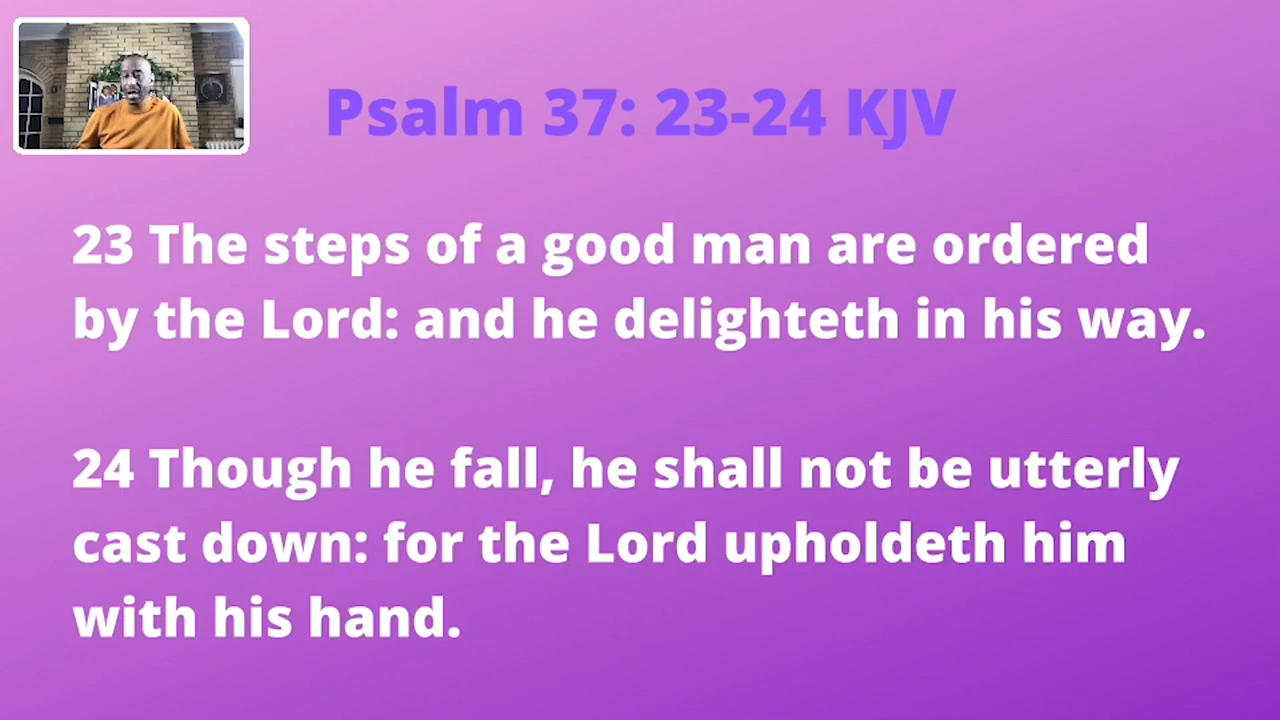 Psalm 37: 23-24 KJV
23 The steps of a good man are ordered
by the Lord: and he delighteth in his way.
24 Though he fall, he shall not be utterly
cast down: for the Lord upholdeth him
with his hand.